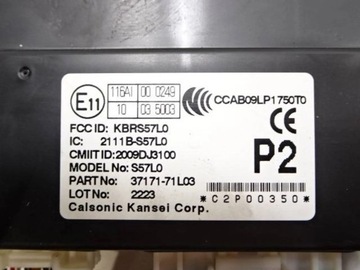 E11
116AI 00 0249
10 03 5003
CCAB09LP1750T0
CE
FCC ID: KBRS57L0
IC: 2111B-S57L0
CMIIT ID: 2009DJ3100
MODEL No: S57L0
P2
PART No: 37171-71L03
LOT No: 2223
*C2P00350*
Calsonic Kansei Corp.